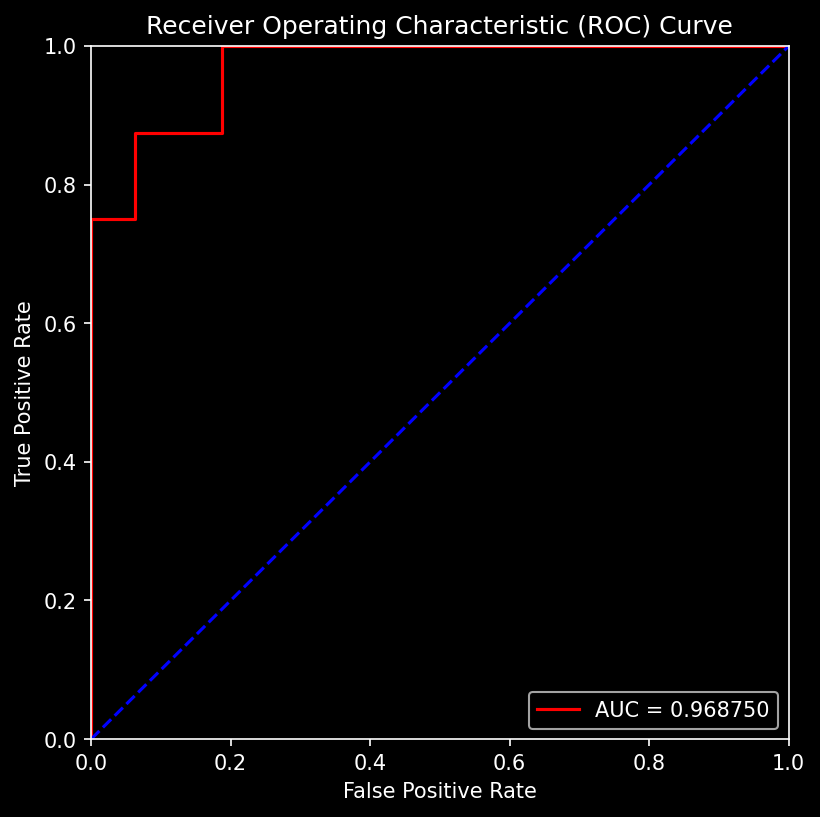 Receiver Operating Characteristic (ROC) Curve
1.0
0.8
0.6
0.4
0.2
0.0
True Positive Rate
AUC = 0.968750
0.0 0.2 0.4 0.6 0.8 1.0
False Positive Rate